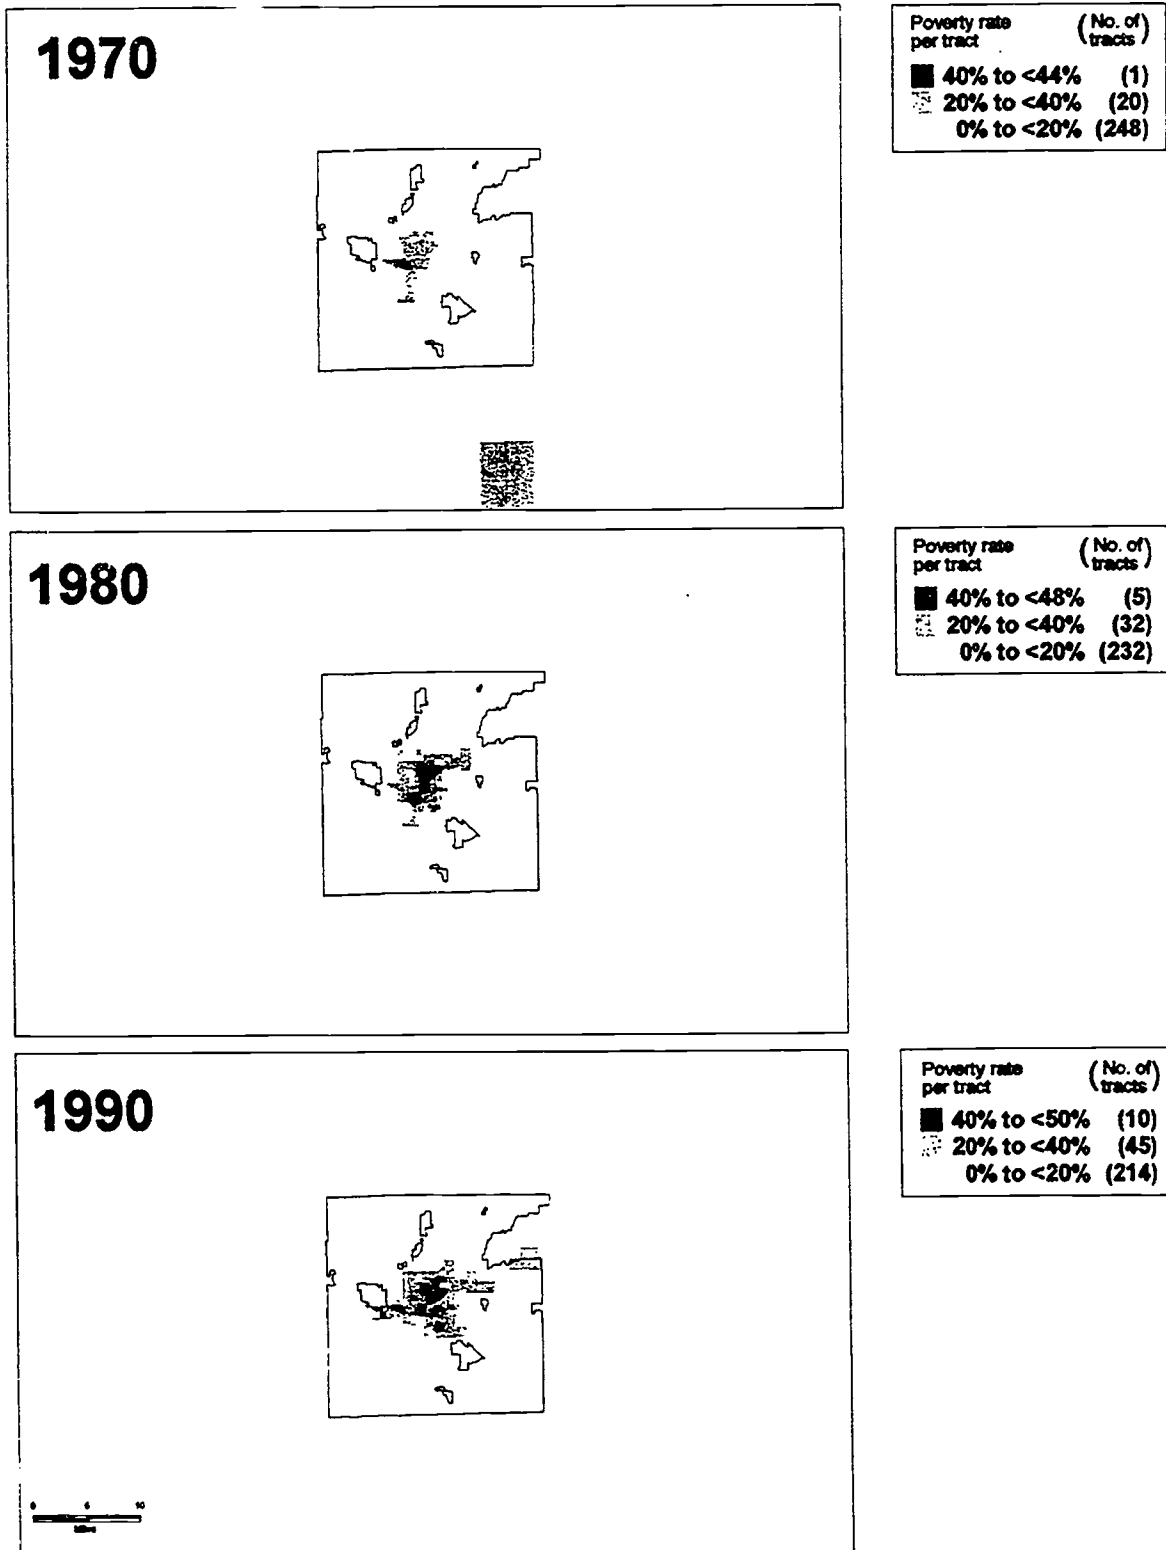 1970
Poverty rate (No. of)
per tract (tracts)
40% to <44% (1)
20% to <40% (20)
0% to <20% (248)
1980
Poverty rate (No. of)
per tract (tracts)
40% to <48% (5)
20% to <40% (32)
0% to <20% (232)
1990
Poverty rate (No. of)
per tract (tracts)
40% to <50% (10)
20% to <40% (45)
0% to <20% (214)
10